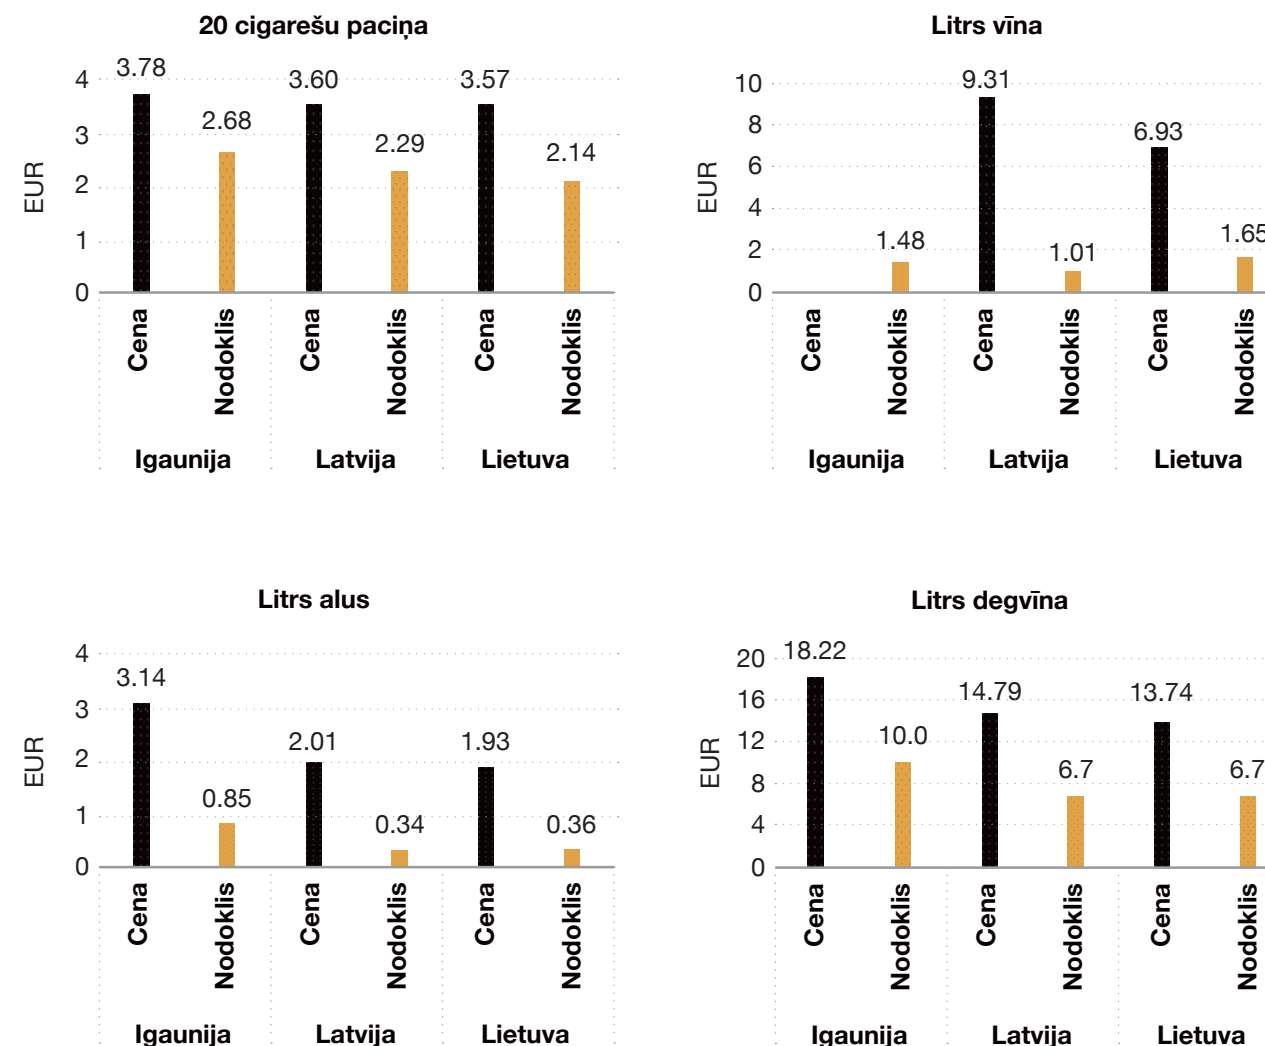 20 cigarešu paciņa
EUR
4
3
2
1
0
3.78
2.68
3.60
2.29
3.57
2.14
Cena
Nodoklis
Cena
Nodoklis
Cena
Nodoklis
Igaunija
Latvija
Lietuva
Litrs vīna
EUR
10
8
6
4
2
0
1.48
9.31
1.01
6.93
1.65
Cena
Nodoklis
Cena
Nodoklis
Cena
Nodoklis
Igaunija
Latvija
Lietuva
Litrs alus
EUR
4
3
2
1
0
3.14
0.85
2.01
0.34
1.93
0.36
Cena
Nodoklis
Cena
Nodoklis
Cena
Nodoklis
Igaunija
Latvija
Lietuva
Litrs degvīna
EUR
20
16
12
8
4
0
18.22
10.0
14.79
6.7
13.74
6.7
Cena
Nodoklis
Cena
Nodoklis
Cena
Nodoklis
Igaunija
Latvija
Lietuva